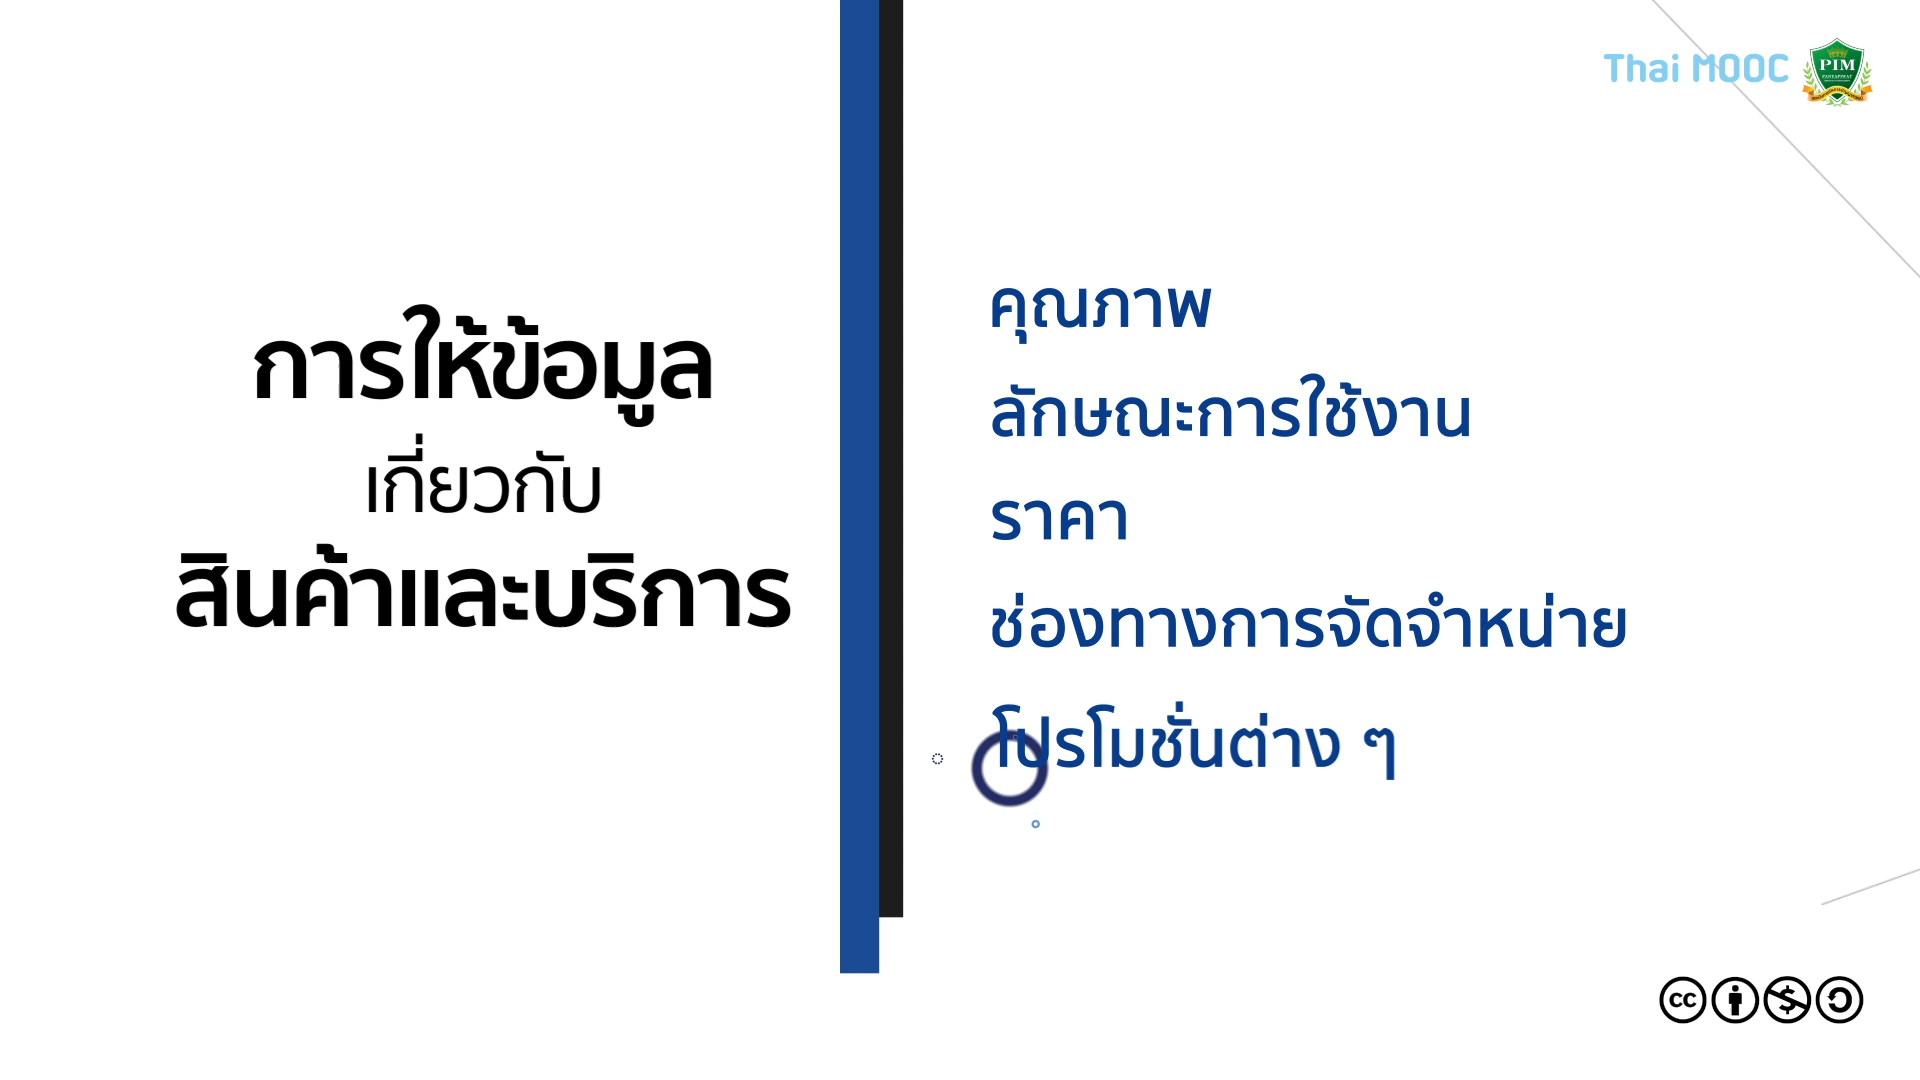 Thai MOOC
PIM
PANYAPIWAT
การให้ข้อมูล
เกี่ยวกับ
สินค้าและบริการ
คุณภาพ
ลักษณะการใช้งาน
ราคา
ช่องทางการจัดจำหน่าย
โปรโมชั่นต่าง ๆ
cc